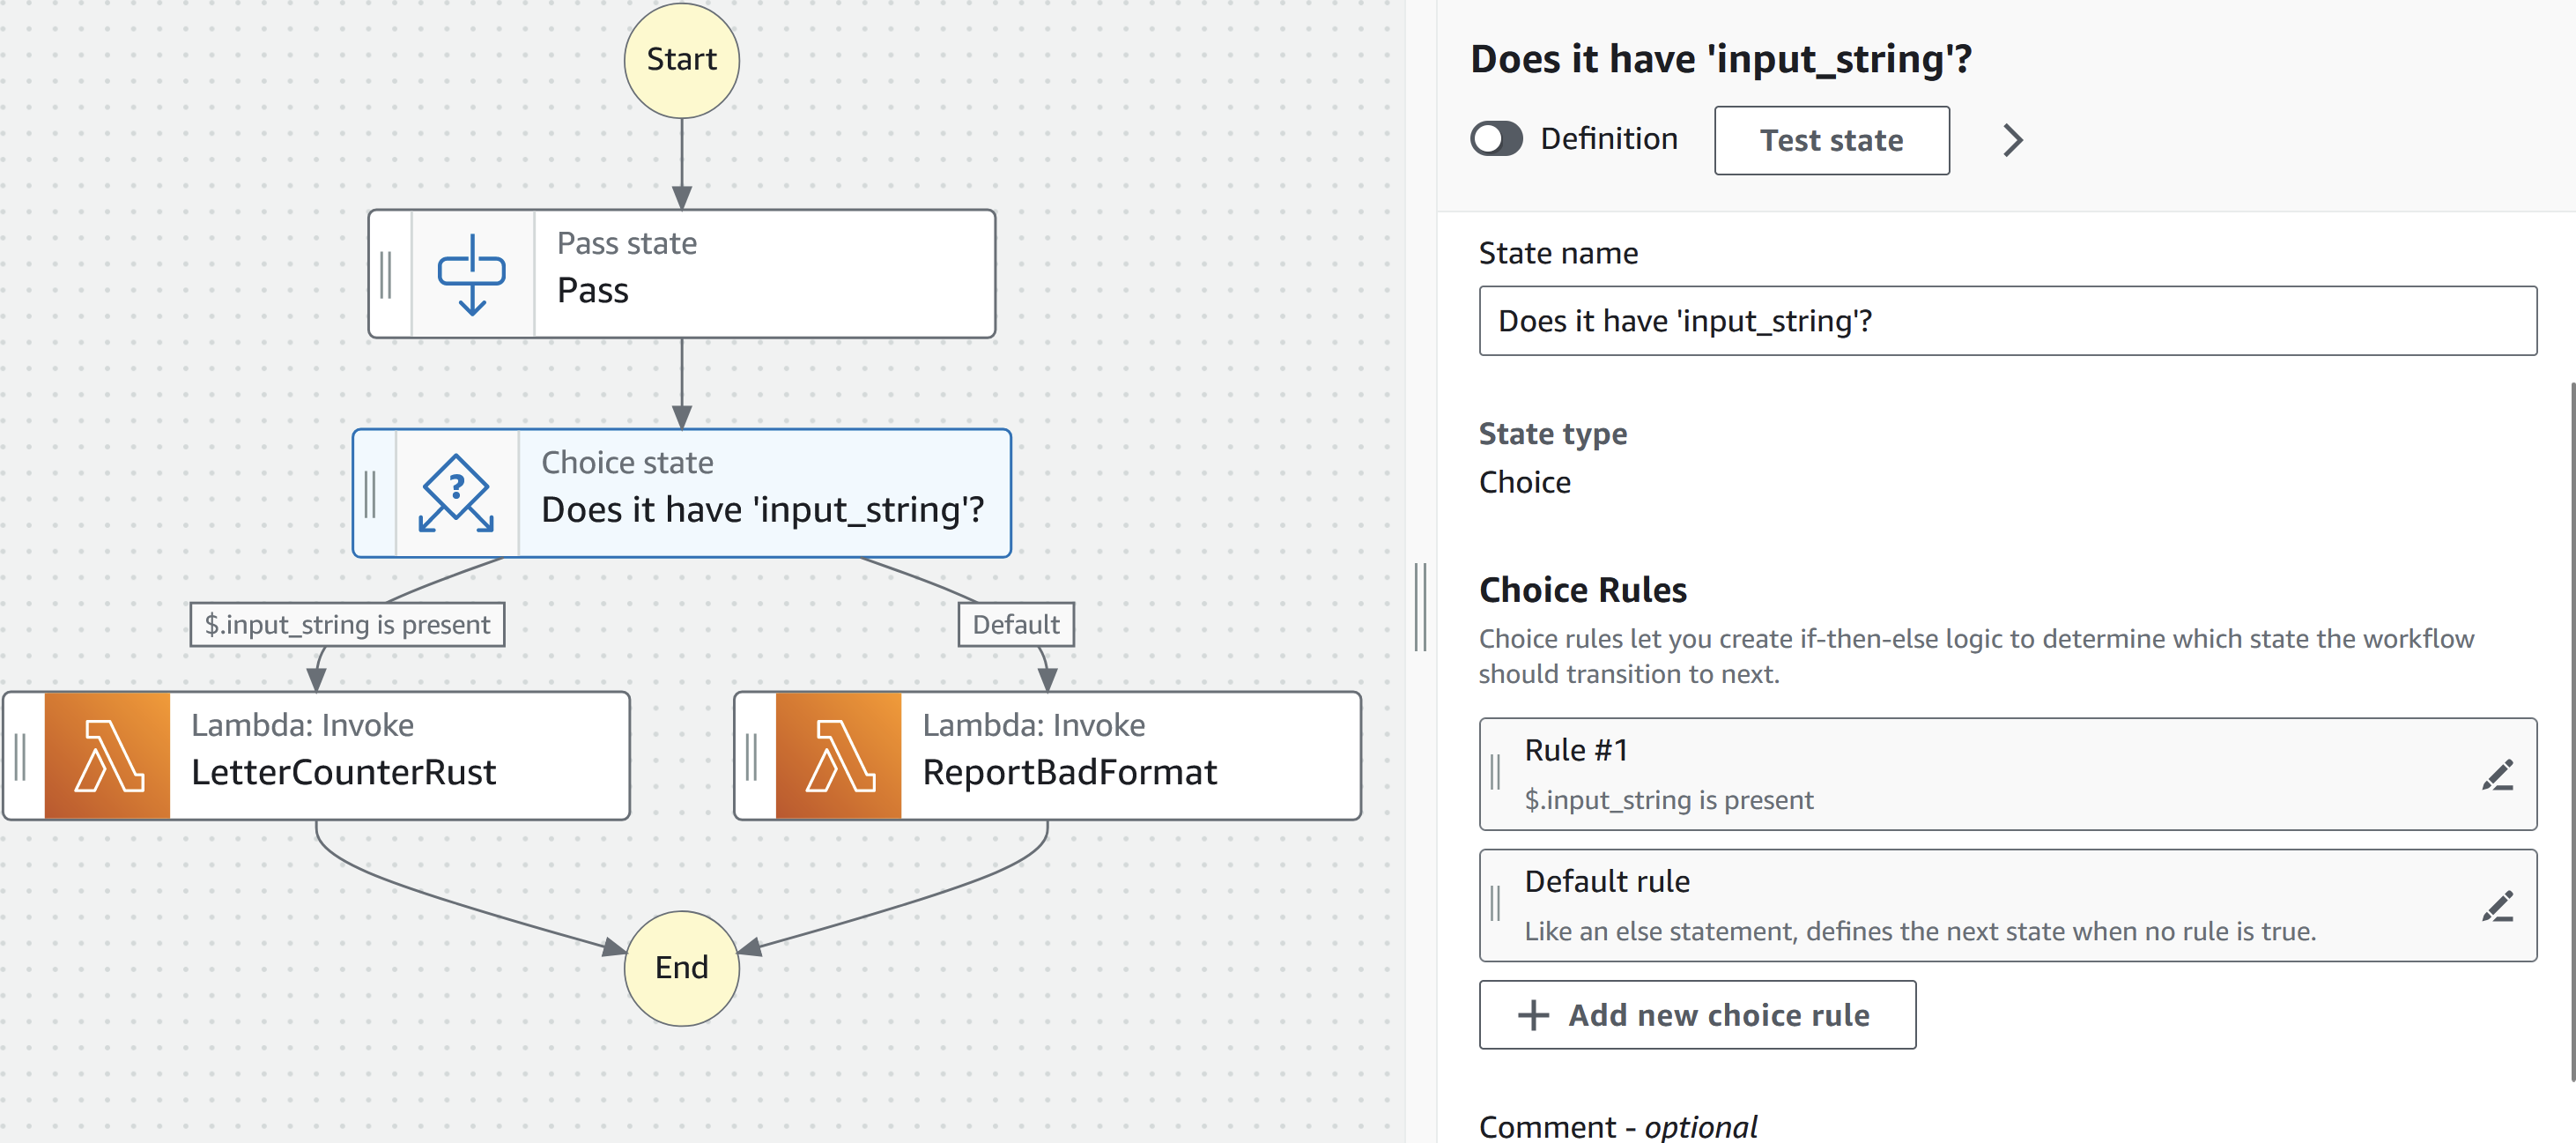 Start
Pass state
Pass
Choice state
Does it have 'input_string'?
$.input_string is present
Default
Lambda: Invoke
LetterCounterRust
Lambda: Invoke
ReportBadFormat
End
Does it have 'input_string'?
Definition
Test state
State name
Does it have 'input_string'?
State type
Choice
Choice Rules
Choice rules let you create if-then-else logic to determine which state the workflow
should transition to next.
Rule #1
$.input_string is present
Default rule
Like an else statement, defines the next state when no rule is true.
Add new choice rule
Comment - optional